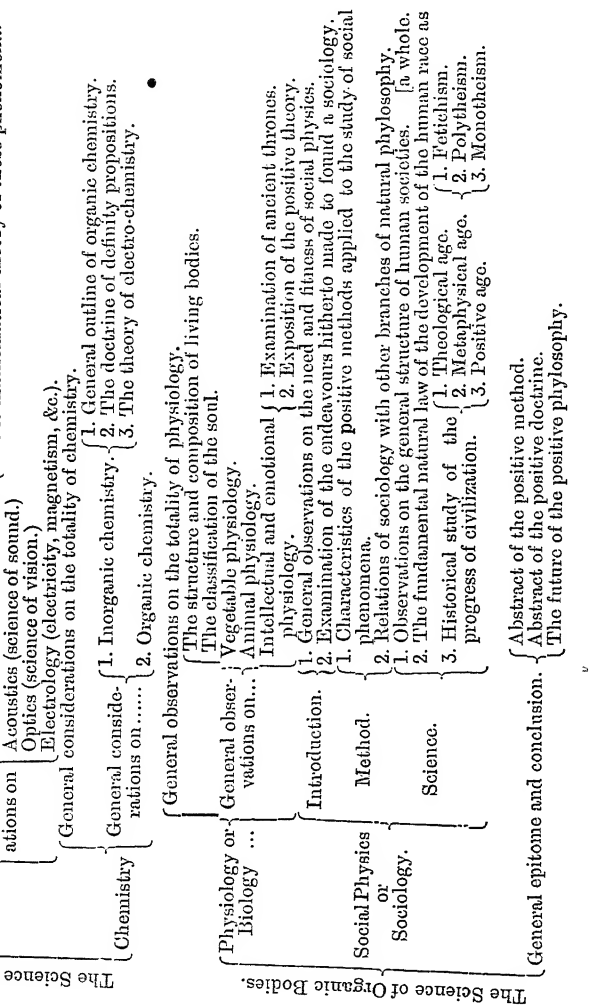 ations on
Acoustics (science of sound.)
Optics (science of vision.)
Electrology (electricity, magnetism, &c.).
The Science
Chemistry
General considerations on the totality of chemistry.
General conside-
rations on ......
1. Inorganic chemistry.
1. General outline of organic chemistry.
2. The doctrine of definity propositions.
3. The theory of electro-chemistry.
2. Organic chemistry.
The Science of Organic Bodies.
Physiology or
Biology ...
General observations on the totality of physiology.
General obser-
vations on...
The structure and composition of living bodies.
The classification of the soul.
Vegetable physiology.
Animal physiology.
Intellectual and emotional
physiology.
1. Examination of ancient thrones.
2. Exposition of the positive theory.
Social Physics
or
Sociology.
Introduction.
1. General observations on the need and fitness of social physics.
2. Examination of the endeavours hitherto made to found a sociology.
Method.
1. Characteristics of the positive methods applied to the study of social
phenomena.
2. Relations of sociology with other branches of natural phylosophy.
Science.
1. Observations on the general structure of human societies.
2. The fundamental natural law of the development of the human race as
[a whole.
3. Historical study of the
progress of civilization.
1. Theological age.
2. Metaphysical age.
3. Positive age.
1. Fetichism.
2. Polytheism.
3. Monotheism.
General epitome and conclusion.
Abstract of the positive method.
Abstract of the positive doctrine.
The future of the positive phylosophy.